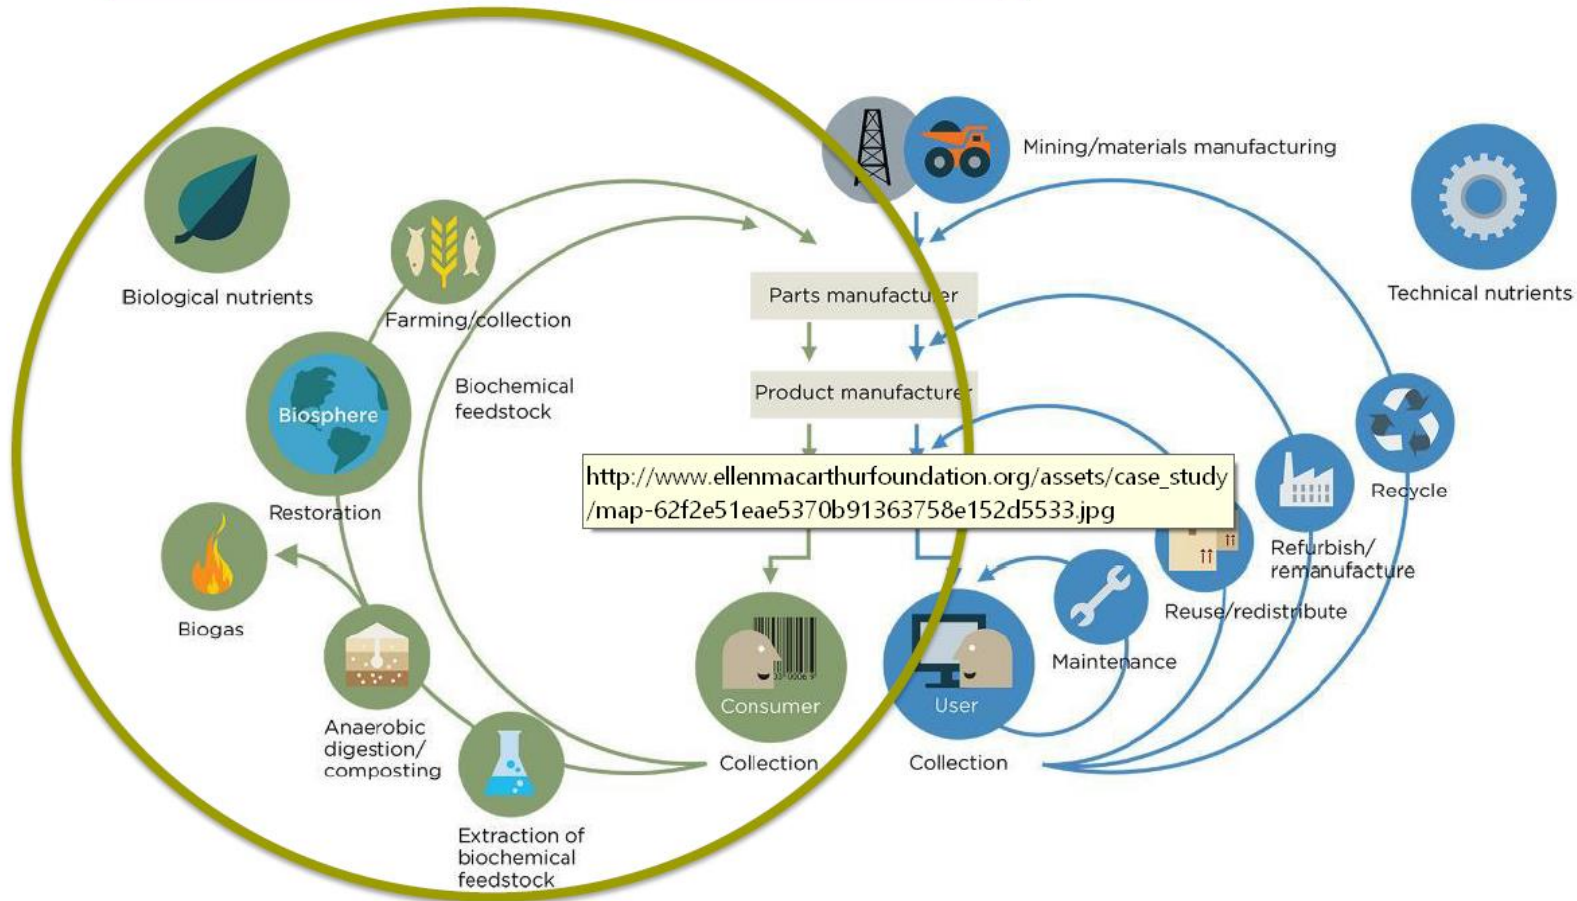 Mining/materials manufacturing
Biological nutrients
Farming/collection
Parts manufacturer
Technical nutrients
Biochemical
feedstock
Product manufacturer
Biosphere
Restoration
http://www.ellenmacarthurfoundation.org/assets/case_study
/map-62f2e51eae5370b91363758e152d5533.jpg
Recycle
Refurbish/
remanufacture
Reuse/redistribute
Biogas
Maintenance
Consumer
User
Anaerobic
digestion/
composting
Collection
Collection
Extraction of
biochemical
feedstock